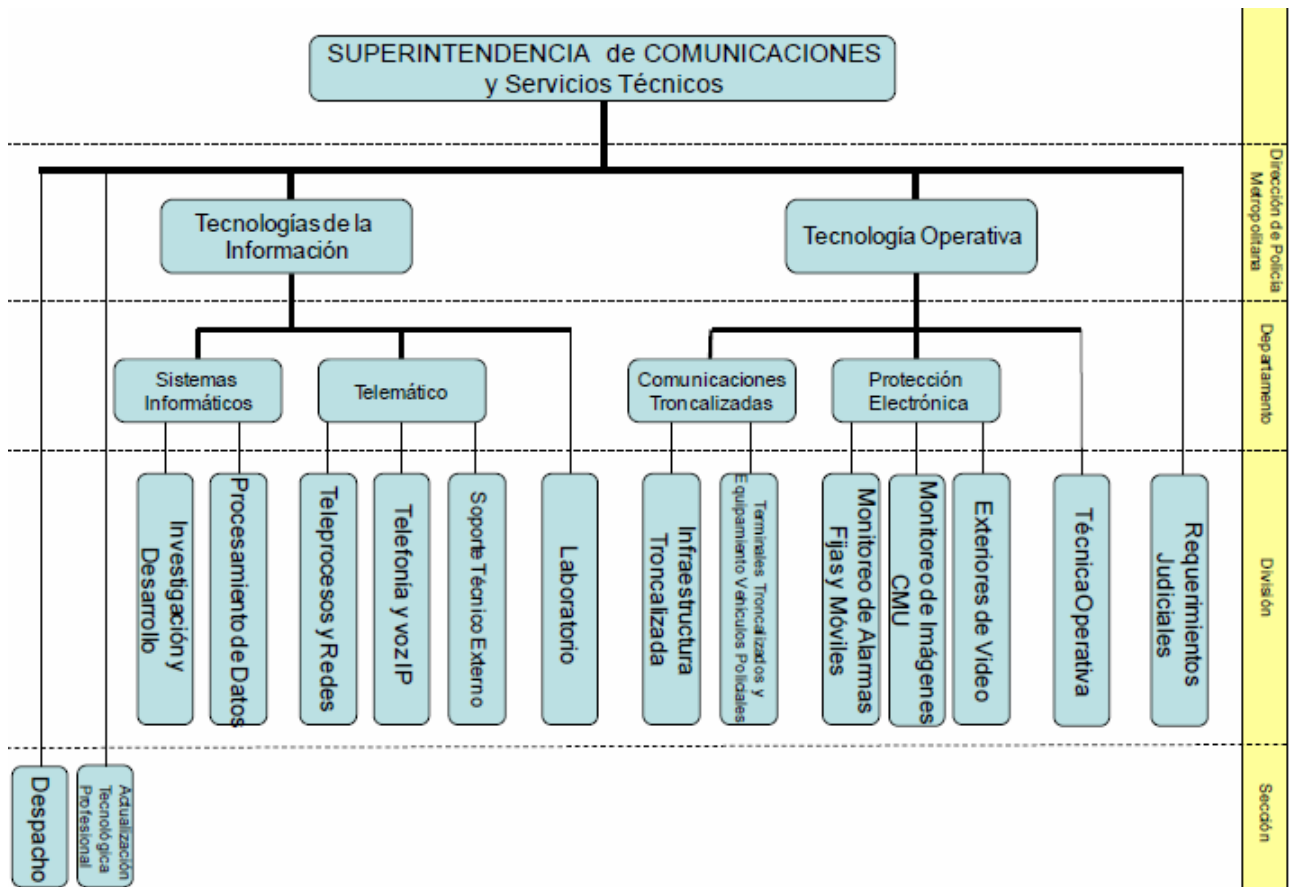 SUPERINTENDENCIA de COMUNICACIONES
y Servicios Técnicos
Dirección de Policia
Metropolitana
Tecnologías de la
Información
Tecnología Operativa
Departamento
Sistemas
Informáticos
Telemático
Comunicaciones
Troncalizadas
Protección
Electrónica
División
Investigación y
Desarrollo
Procesamiento de Datos
Teleprocesos y Redes
Telefonía y voz IP
Soporte Técnico Externo
Laboratorio
Infraestructura
Troncalizada
Terminales Troncalizados y
Equipamiento Vehículos Policiales
Monitoreo de Alarmas
Fijas y Móviles
Monitoreo de Imágenes
CMU
Exteriores de Video
Técnica Operativa
Requerimientos
Judiciales
Sección
Despacho
Actualización
Tecnológica
Profesional